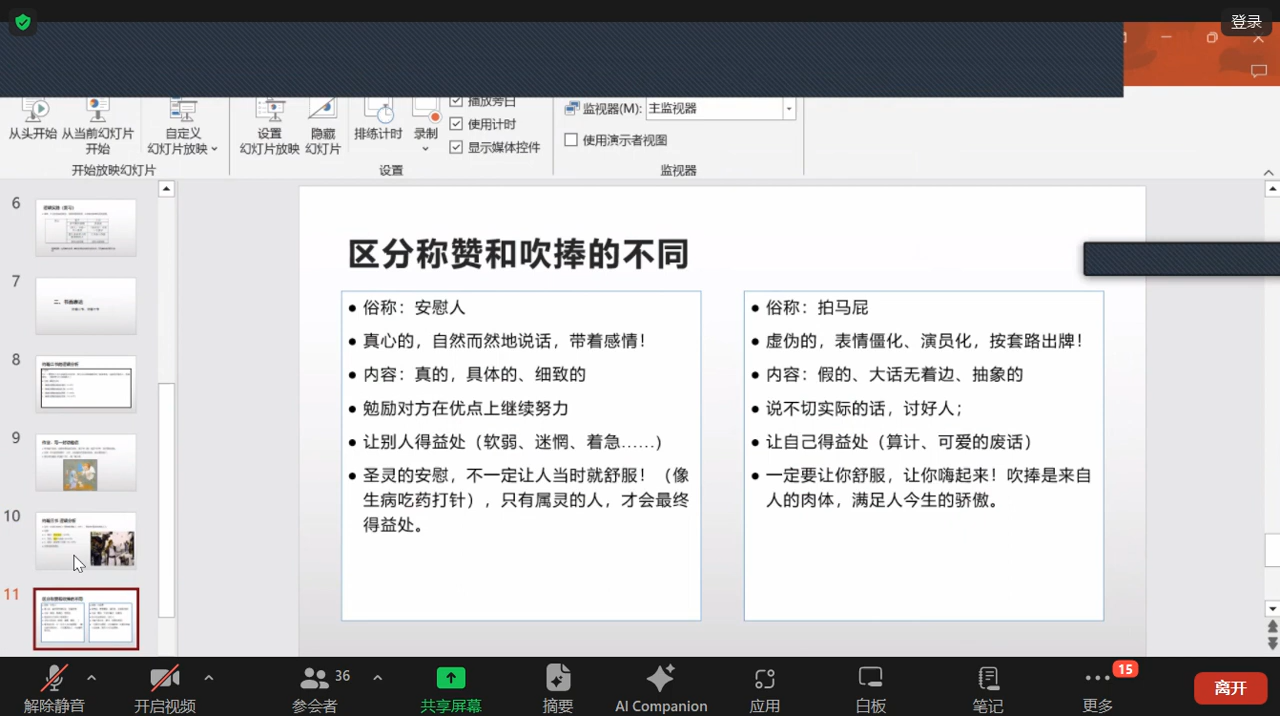 登录
从头开始
从当前幻灯片
开始
自定义
幻灯片放映
开始放映幻灯片
设置
幻灯片放映
隐藏
幻灯片
排练计时
录制
播放旁白
使用计时
显示媒体控件
设置
监视器(M):
主监视器
使用演示者视图
监视器
6
7
8
9
10
11
区分称赞和吹捧的不同
● 俗称：安慰人
● 真心的，自然而然地说话，带着感情！
● 内容：真的，具体的、细致的
● 勉励对方在优点上继续努力
● 让别人得益处（软弱、迷惘、着急……）
● 圣灵的安慰，不一定让人当时就舒服！（像
生病吃药打针），只有属灵的人，才会最终
得益处。
● 俗称：拍马屁
● 虚伪的，表情僵化、演员化，按套路出牌！
● 内容：假的、大话无着边、抽象的
● 说不切实际的话，讨好人；
● 让自己得益处（算计、可爱的废话）
● 一定要让你舒服，让你嗨起来！吹捧是来自
人的肉体，满足人今生的骄傲。
解除静音
开启视频
36
参会者
共享屏幕
摘要
AI Companion
应用
白板
笔记
15
更多
离开